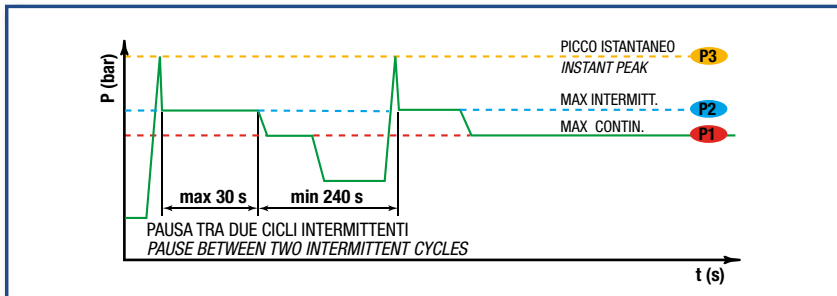 P (bar)
PICCO ISTANTANEO
INSTANT PEAK
P3
MAX INTERMITT.
P2
MAX CONTIN.
P1
max 30 s
min 240 s
PAUSA TRA DUE CICLI INTERMITTENTI
PAUSE BETWEEN TWO INTERMITTENT CYCLES
t (s)